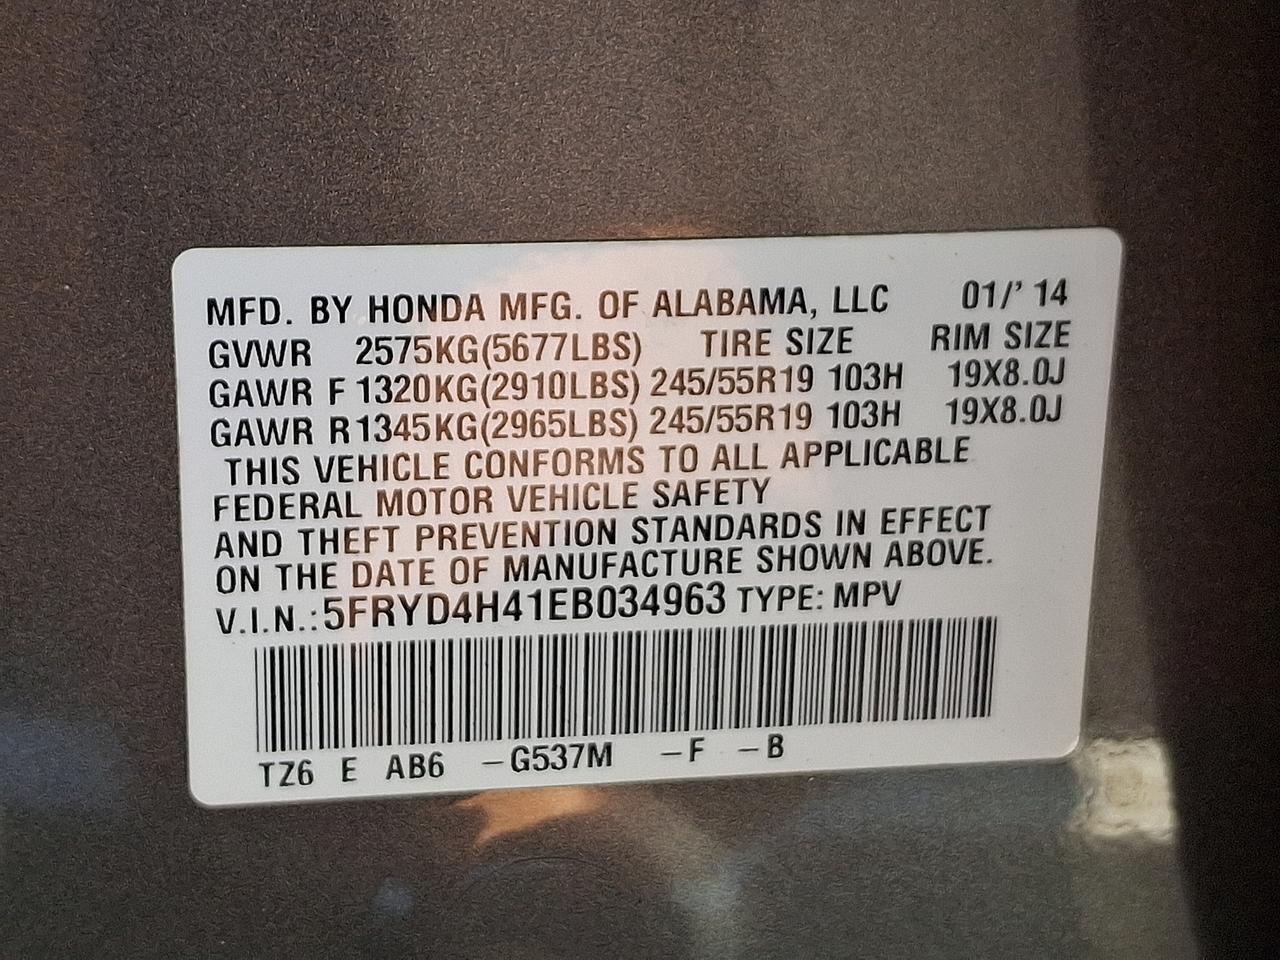 MFD. BY HONDA MFG. OF ALABAMA, LLC 01/' 14
GVWR 2575KG(5677LBS) TIRE SIZE RIM SIZE
GAWR F 1320KG(2910LBS) 245/55R19 103H 19X8.0J
GAWR R1345KG(2965LBS) 245/55R19 103H 19X8.0J
THIS VEHICLE CONFORMS TO ALL APPLICABLE
FEDERAL MOTOR VEHICLE SAFETY
AND THEFT PREVENTION STANDARDS IN EFFECT
ON THE DATE OF MANUFACTURE SHOWN ABOVE.
V.I.N.:5FRYD4H41EB034963 TYPE: MPV
TZ6 E AB6 -G537M -F -B